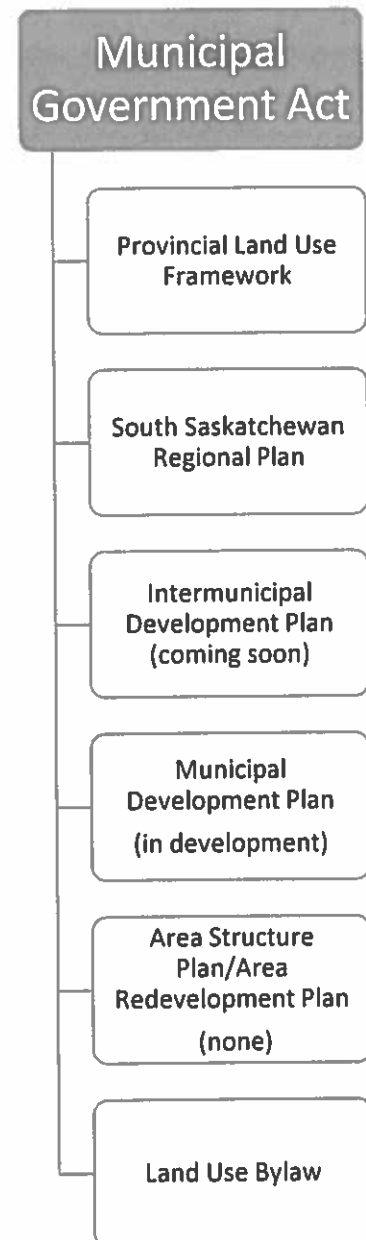 Municipal
Government Act
Provincial Land Use
Framework
South Saskatchewan
Regional Plan
Intermunicipal
Development Plan
(coming soon)
Municipal
Development Plan
(in development)
Area Structure
Plan/Area
Redevelopment Plan
(none)
Land Use Bylaw